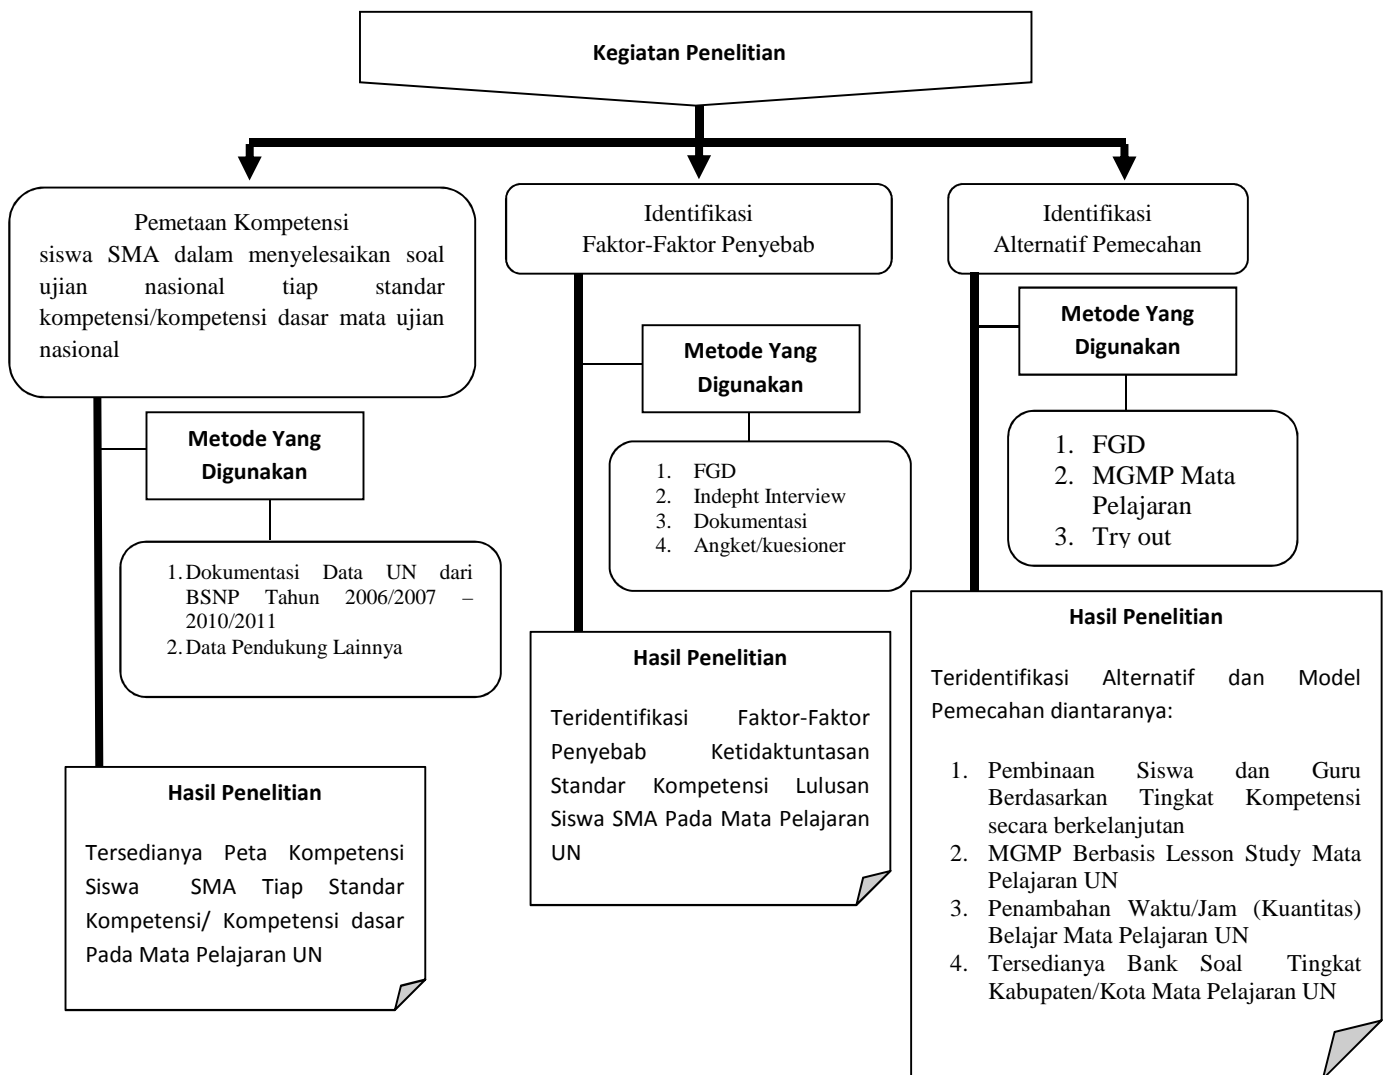 Kegiatan Penelitian
Pemetaan Kompetensi
siswa SMA dalam menyelesaikan soal
ujian nasional tiap standar
kompetensi/kompetensi dasar mata ujian
nasional
Metode Yang
Digunakan
1. Dokumentasi Data UN dari
BSNP Tahun 2006/2007 –
2010/2011
2. Data Pendukung Lainnya
Hasil Penelitian
Tersedianya Peta Kompetensi
Siswa SMA Tiap Standar
Kompetensi/ Kompetensi dasar
Pada Mata Pelajaran UN
Identifikasi
Faktor-Faktor Penyebab
Metode Yang
Digunakan
1. FGD
2. Indepht Interview
3. Dokumentasi
4. Angket/kuesioner
Hasil Penelitian
Teridentifikasi Faktor-Faktor
Penyebab Ketidaktuntasan
Standar Kompetensi Lulusan
Siswa SMA Pada Mata Pelajaran
UN
Identifikasi
Alternatif Pemecahan
Metode Yang
Digunakan
1. FGD
2. MGMP Mata
Pelajaran
3. Try out
Hasil Penelitian
Teridentifikasi Alternatif dan Model
Pemecahan diantaranya:
1. Pembinaan Siswa dan Guru
Berdasarkan Tingkat Kompetensi
secara berkelanjutan
2. MGMP Berbasis Lesson Study Mata
Pelajaran UN
3. Penambahan Waktu/Jam (Kuantitas)
Belajar Mata Pelajaran UN
4. Tersedianya Bank Soal Tingkat
Kabupaten/Kota Mata Pelajaran UN